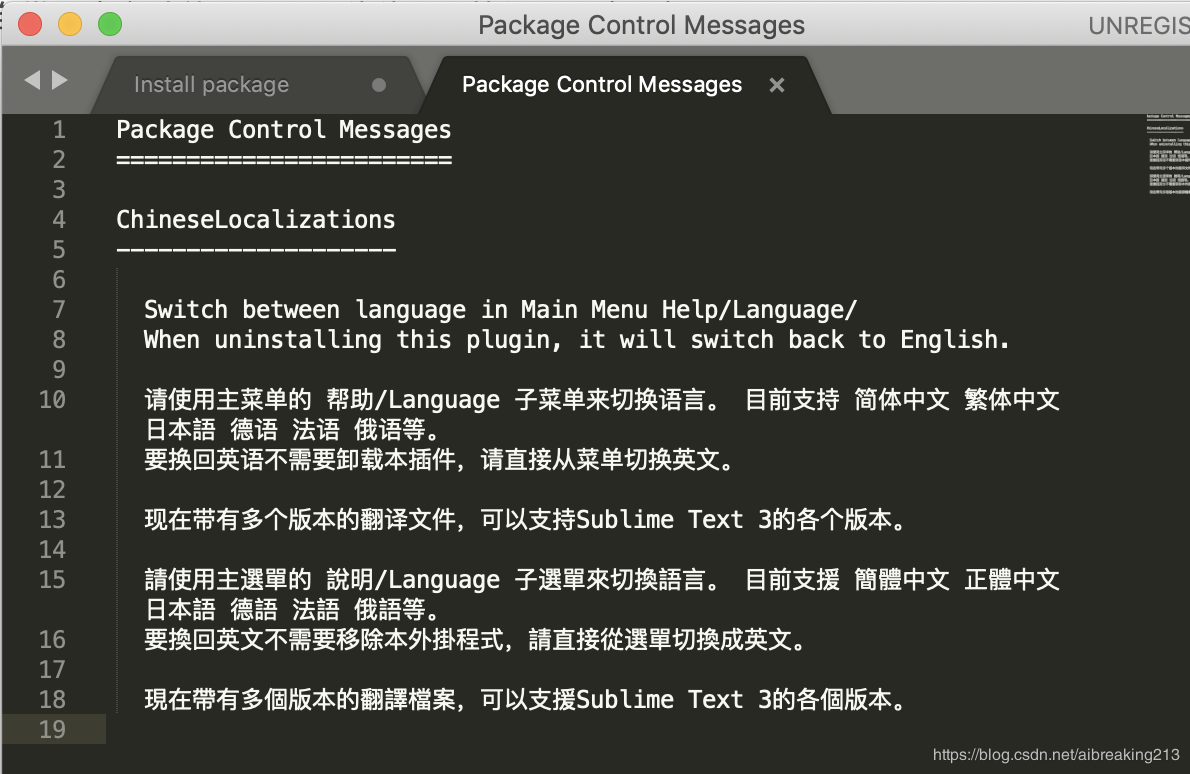 Package Control Messages
UNREGIS
Install package
Package Control Messages
1 Package Control Messages
2 ========================
3
4 ChineseLocalizations
5 --------------------
6
7 Switch between language in Main Menu Help/Language/
8 When uninstalling this plugin, it will switch back to English.
9
10 请使用主菜单的 帮助/Language 子菜单来切换语言。 目前支持 简体中文 繁体中文
日本語 德语 法语 俄语等。
11 要換回英语不需要卸载本插件，请直接从菜单切换英文。
12
13 现在带有多个版本的翻译文件，可以支持Sublime Text 3的各个版本。
14
15 請使用主選單的 說明/Language 子選單來切換語言。 目前支援 簡體中文 正體中文
日本語 德語 法語 俄語等。
16 要換回英文不需要移除本外掛程式，請直接從選單切換成英文。
17
18 現在帶有多個版本的翻譯檔案，可以支援Sublime Text 3的各個版本。
19
https://blog.csdn.net/aibreaking213